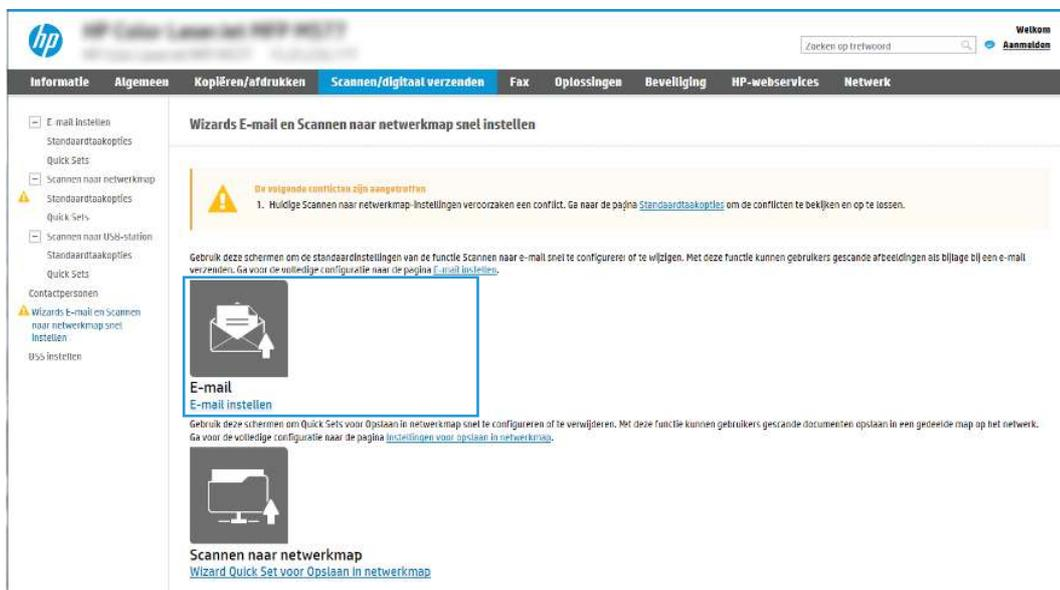 hp
Welkom
Zoeken op trefwoord
Aanmelden
Informatie Algemeen Kopiëren/afdrukken Scannen/digitaal verzenden Fax Oplossingen Beveiliging HP-webservices Netwerk
E-mail instellen
Standaardtaakopties
Quick Sets
Scannen naar netwerkmap
Standaardtaakopties
Quick Sets
Scannen naar USB-station
Standaardtaakopties
Quick Sets
Contactpersonen
Wizards E-mail en Scannen
naar netwerkmap snel
instellen
DSS instellen
Wizards E-mail en Scannen naar netwerkmap snel instellen
De volgende conflicten zijn aangetroffen
1. Huidige Scannen naar netwerkmap-instellingen veroorzaken een conflict. Ga naar de pagina Standaardtaakopties om de conflicten te bekijken en op te lossen.
Gebruik deze schermen om de standaardinstellingen van de functie Scannen naar e-mail snel te configureren of te wijzigen. Met deze functie kunnen gebruikers gescande afbeeldingen als bijlage bij een e-mail
verzenden. Ga voor de volledige configuratie naar de pagina E-mail instellen.
E-mail
E-mail instellen
Gebruik deze schermen om Quick Sets voor Opslaan in netwerkmap snel te configureren of te verwijderen. Met deze functie kunnen gebruikers gescande documenten opslaan in een gedeelde map op het netwerk.
Ga voor de volledige configuratie naar de pagina Instellingen voor opslaan in netwerkmap.
Scannen naar netwerkmap
Wizard Quick Set voor Opslaan in netwerkmap